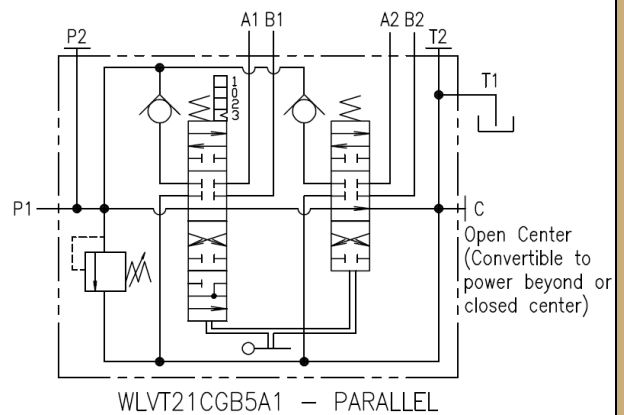 A1 B1
A2 B2
P2
T2
T1
1
0
2
3
P1
C
Open Center
(Convertible to
power beyond or
closed center)
WLVT21CGB5A1 – PARALLEL